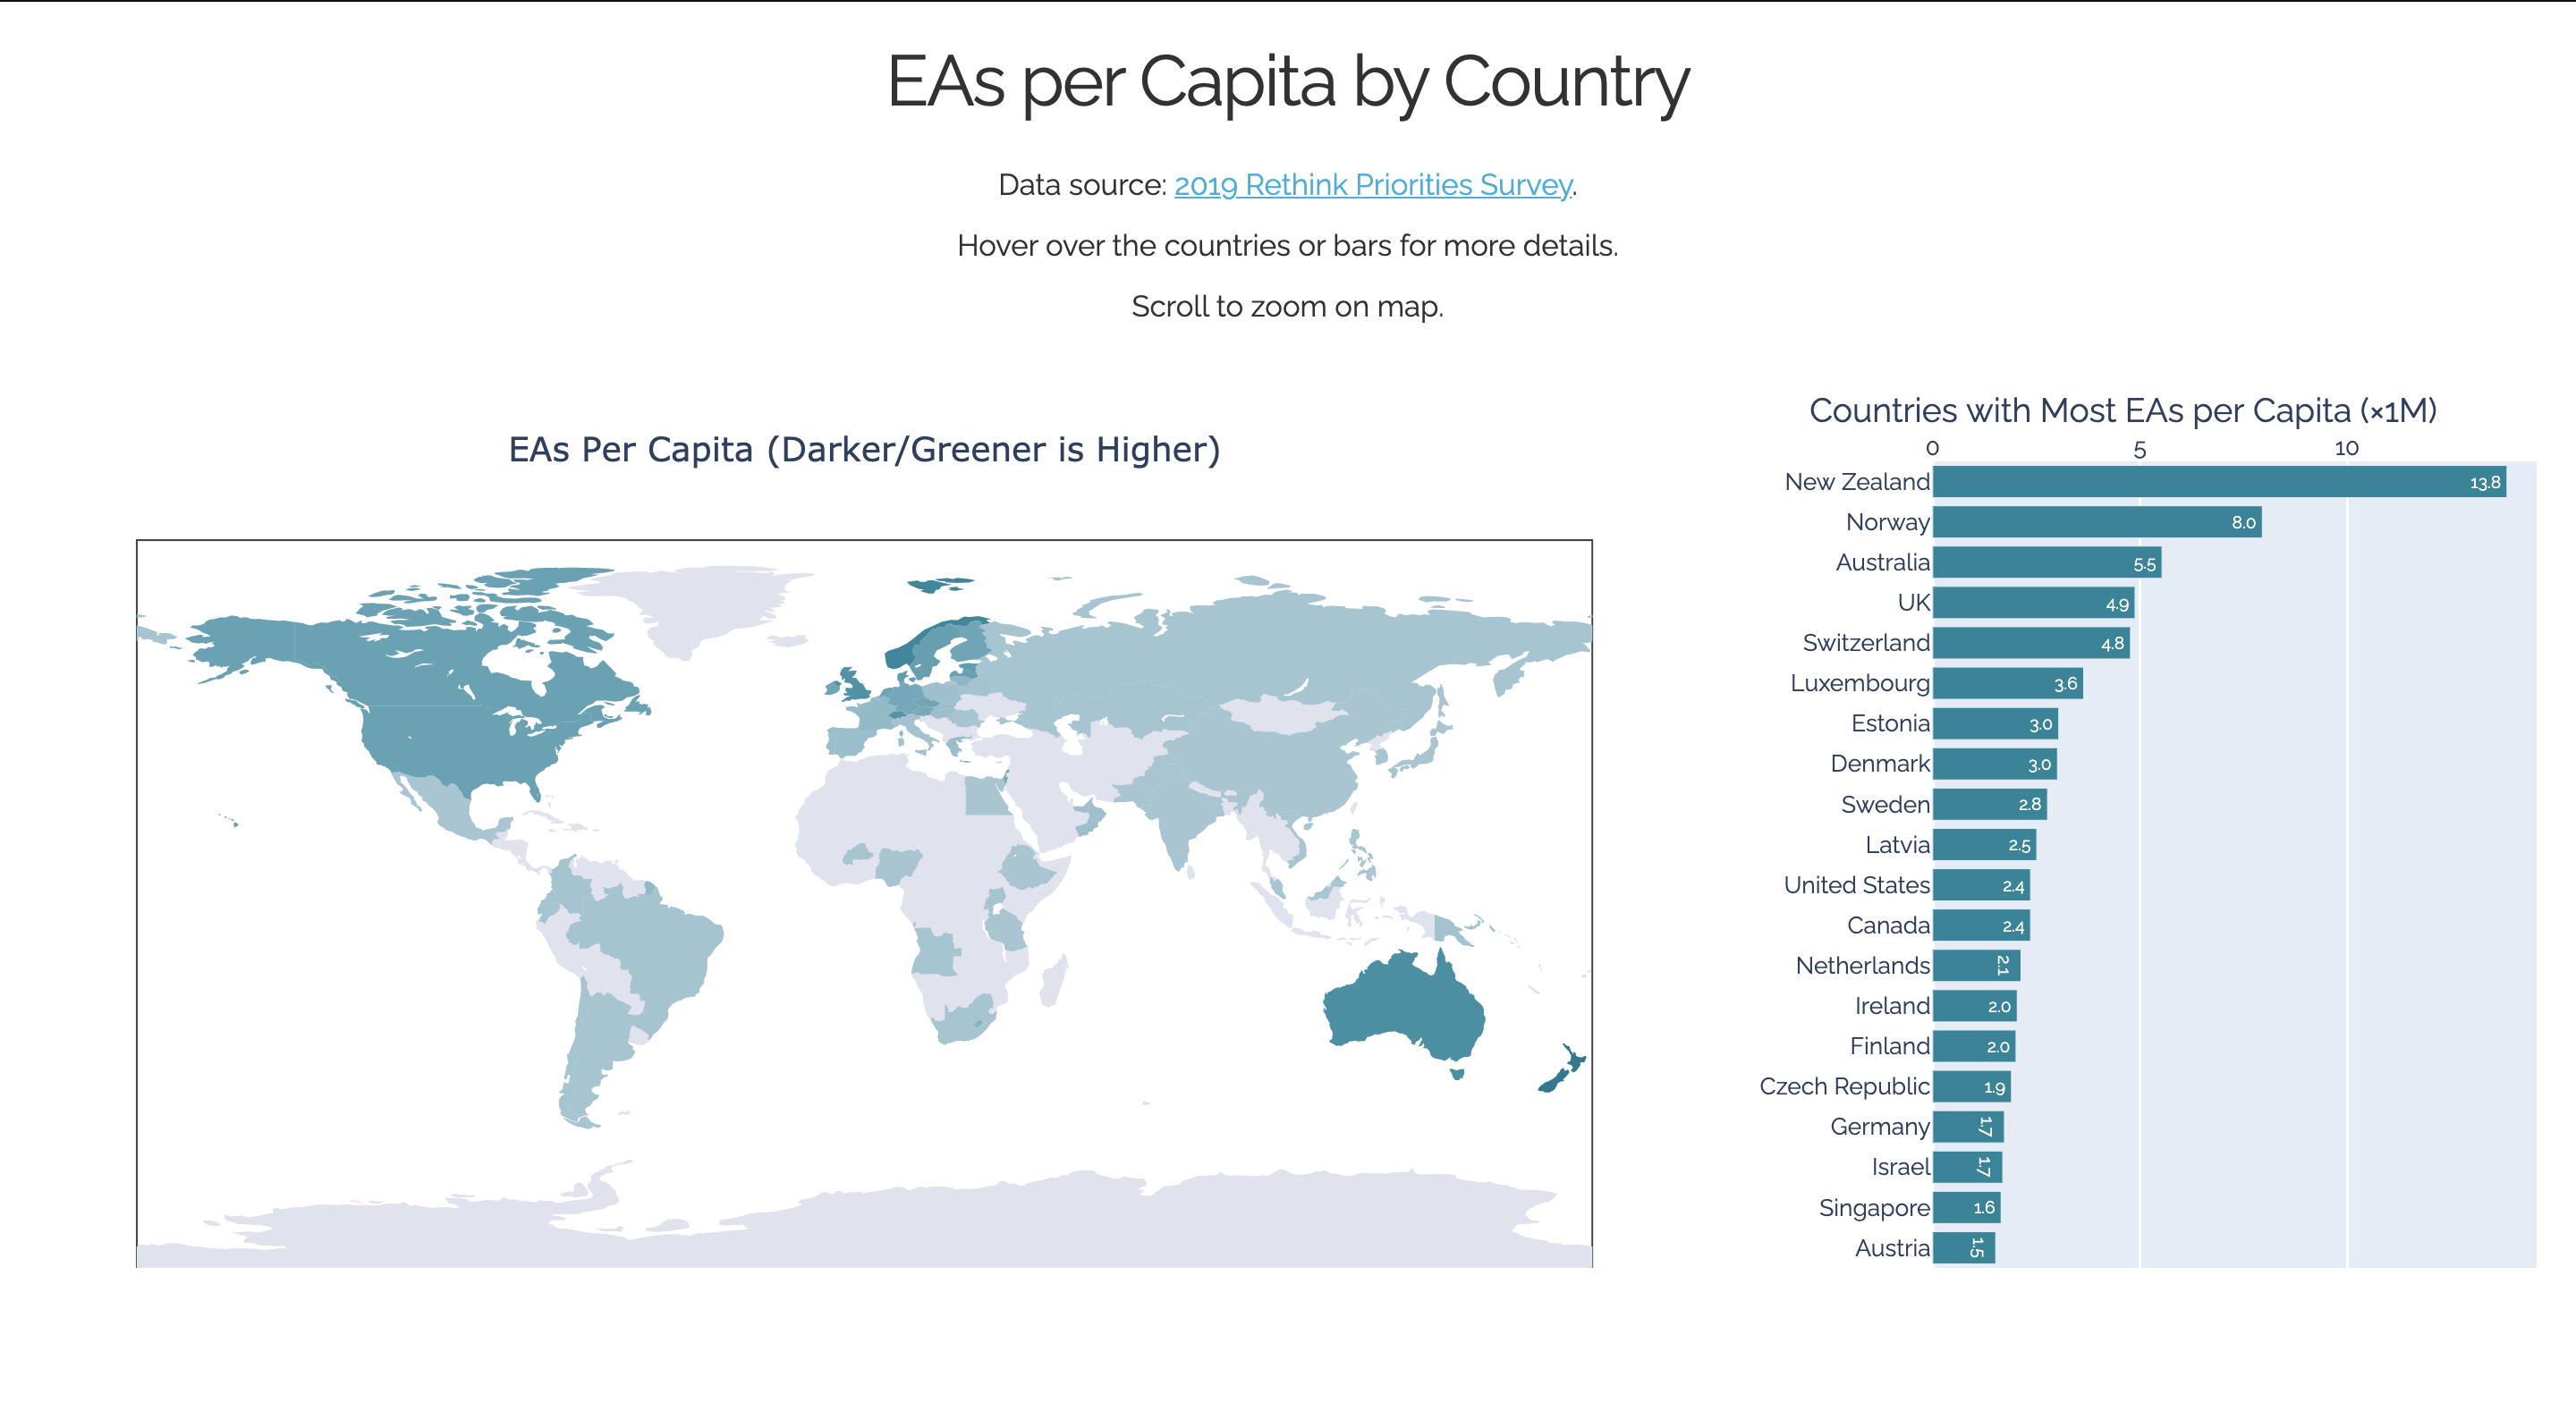 EAs per Capita by Country
Data source: 2019 Rethink Priorities Survey.
Hover over the countries or bars for more details.
Scroll to zoom on map.
EAs Per Capita (Darker/Greener is Higher)
Countries with Most EAs per Capita (×1M)
0 5 10
New Zealand 13.8
Norway 8.0
Australia 5.5
UK 4.9
Switzerland 4.8
Luxembourg 3.6
Estonia 3.0
Denmark 3.0
Sweden 2.8
Latvia 2.5
United States 2.4
Canada 2.4
Netherlands 2.1
Ireland 2.0
Finland 2.0
Czech Republic 1.9
Germany 1.7
Israel 1.7
Singapore 1.6
Austria 1.5